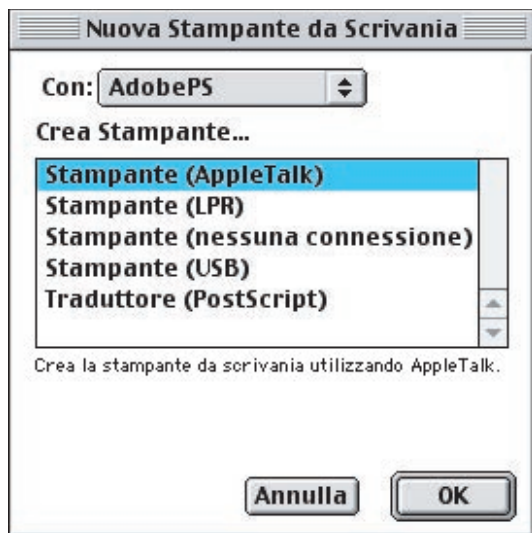 Nuova Stampante da Scrivania
Con: AdobePS
Crea Stampante...
Stampante (AppleTalk)
Stampante (LPR)
Stampante (nessuna connessione)
Stampante (USB)
Traduttore (PostScript)
Crea la stampante da scrivania utilizzando AppleTalk.
Annulla OK